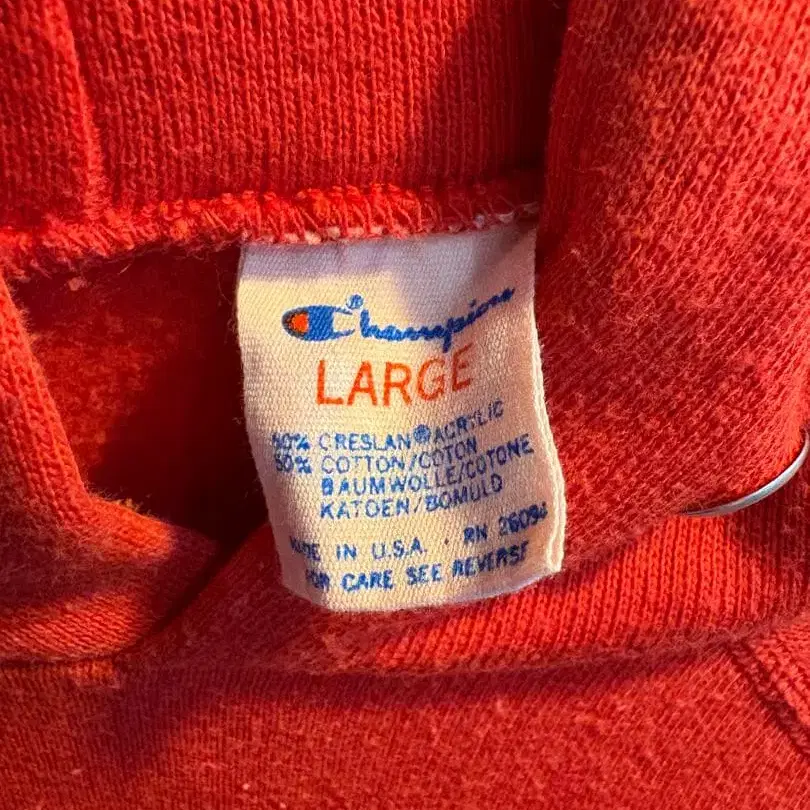 Champion®
LARGE
50% CRESLAN® ACRYLIC
50% COTTON/COTON
BAUMWOLLE/COTONE
KATOEN/BOMULD
MADE IN U.S.A. · RN 26094
FOR CARE SEE REVERSE